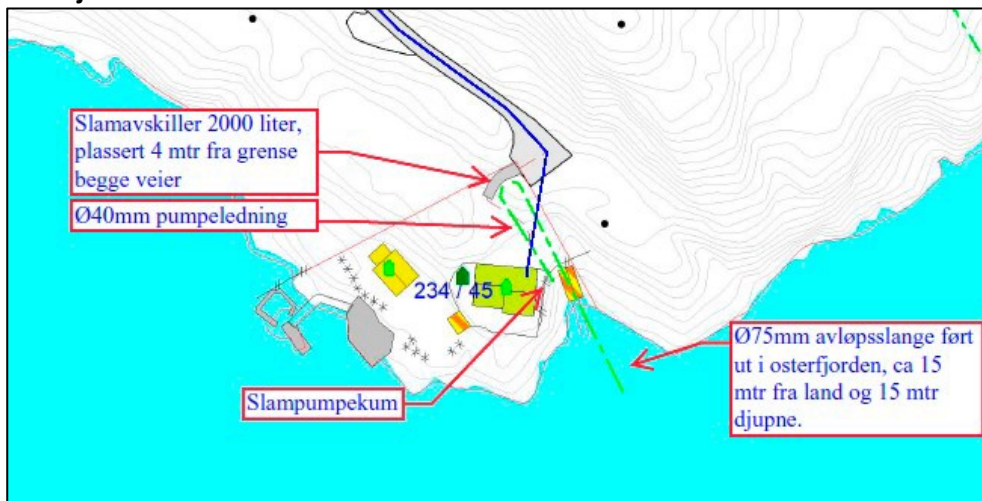 Slamavskiller 2000 liter,
plassert 4 mtr fra grense
begge veier
Ø40mm pumpeledning
234 / 45
Slampumpekum
Ø75mm avløpsslange ført
ut i osterfjorden, ca 15
mtr fra land og 15 mtr
djupne.